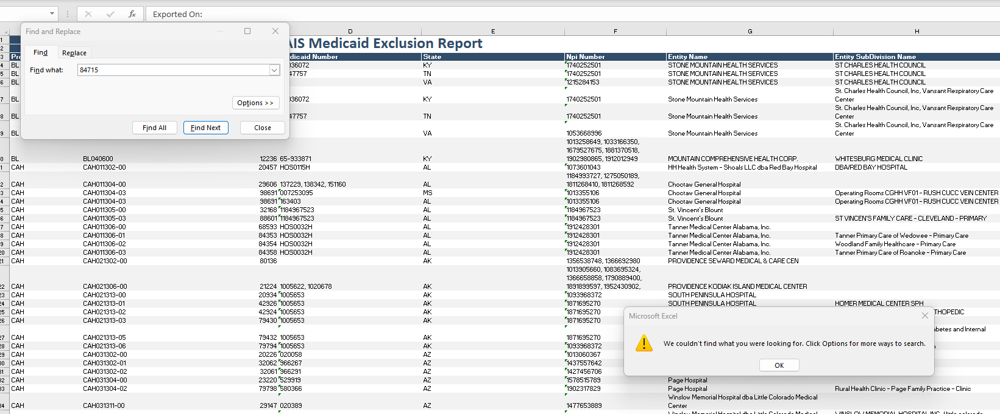 fx Exported On:
Find and Replace
Find Replace
Find what: 84715
Options >>
Find All Find Next Close
D E F G H
1 AIS Medicaid Exclusion Report
2
3 Pr dicaid Number State Npi Number Entity Name Entity SubDivision Name
4 BL 036072 KY 1740252501 STONE MOUNTAIN HEALTH SERVICES ST CHARLES HEALTH COUNCIL
5 BL 47757 TN 1740252501 STONE MOUNTAIN HEALTH SERVICES ST CHARLES HEALTH COUNCIL
6 BL VA 1215284153 STONE MOUNTAIN HEALTH SERVICES ST CHARLES HEALTH COUNCIL
St. Charles Health Council, Inc, Vansant Respiratory Care
7 BL 036072 KY 1740252501 Stone Mountain Health Services Center
St. Charles Health Council, Inc, Vansant Respiratory Care
8 BL 47757 TN 1740252501 Stone Mountain Health Services Center
St. Charles Health Council, Inc, Vansant Respiratory Care
9 BL VA 1053668996 Stone Mountain Health Services Center
1013258649, 1033166350,
1679527675, 1881370518,
0 BL BL040600 12236 65-933871 KY 1902980865, 1912012949 MOUNTAIN COMPREHENSIVE HEALTH CORP. WHITESBURG MEDICAL CLINIC
1 CAH CAH011302-00 20457 HOS0115H AL 1073601043 HH Health System - Shoals LLC dba Red Bay Hospital DBA/RED BAY HOSPITAL
1184993727, 1275050189,
2 CAH CAH011304-00 29606 137229, 138342, 151160 AL 1811268410, 1811268592 Choctaw General Hospital
3 CAH CAH011304-03 98691 007253095 MS 1013355106 Choctaw General Hospital Operating Rooms CGHH VF01 - RUSH CUCC VEIN CENTER
4 CAH CAH011304-03 98691 163403 AL 1013355106 Choctaw General Hospital Operating Rooms CGHH VF01 - RUSH CUCC VEIN CENTER
5 CAH CAH011305-00 32168 1184967523 AL 1184967523 St. Vincent's Blount
6 CAH CAH011305-03 88601 1184967523 AL 1184967523 St. Vincent's Blount ST VINCEN'S FAMILY CARE - CLEVELAND - PRIMARY
7 CAH CAH011306-00 68593 HOS0032H AL 1912428301 Tanner Medical Center Alabama, Inc.
8 CAH CAH011306-01 84353 HOS0032H AL 1912428301 Tanner Medical Center Alabama, Inc. Tanner Primary Care of Wedowee - Primary Care
9 CAH CAH011306-02 84354 HOS0032H AL 1912428301 Tanner Medical Center Alabama, Inc. Woodland Family Healthcare - Primary Care
20 CAH CAH011306-03 84358 HOS0032H AL 1912428301 Tanner Medical Center Alabama, Inc. Tanner Primary Care of Roanoke - Primary Care
21 CAH CAH021302-00 80136 AK 1356538748, 1366692980 PROVIDENCE SEWARD MEDICAL & CARE CEN
1013905660, 1083695324,
1366658858, 1790889400,
22 CAH CAH021306-00 21224 1005622, 1020678 AK 1891899597, 1952430902, PROVIDENCE KODIAK ISLAND MEDICAL CENTER
23 CAH CAH021313-00 20934 1005653 AK 1093968372 SOUTH PENINSULA HOSPITAL
24 CAH CAH021313-01 42926 1005653 AK 1871695270 SOUTH PENINSULA HOSPITAL HOMER MEDICAL CENTER SPH
25 CAH CAH021313-02 42924 1005653 AK 1871695270 THOPEDIC
26 CAH CAH021313-03 79430 1005653 AK 1871695270
abetes and Internal
27 CAH CAH021313-05 79432 1005653 AK 1871695270
28 CAH CAH021313-06 79794 1005653 AK 1093968372
29 CAH CAH031302-00 20226 020058 AZ 1013060367
30 CAH CAH031302-01 32062 966267 AZ 1437557642
31 CAH CAH031302-02 32061 966291 AZ 1427456706
32 CAH CAH031304-00 23220 529919 AZ 1578515789 Page Hospital
33 CAH CAH031304-02 79798 580366 AZ 1902317829 Page Hospital Rural Health Clinic - Page Family Practice - Clinic
Winslow Memorial Hospital dba Little Colorado Medical
34 CAH CAH031311-00 29147 020389 AZ 1477653889 Center
Microsoft Excel
We couldn't find what you were looking for. Click Options for more ways to search.
OK